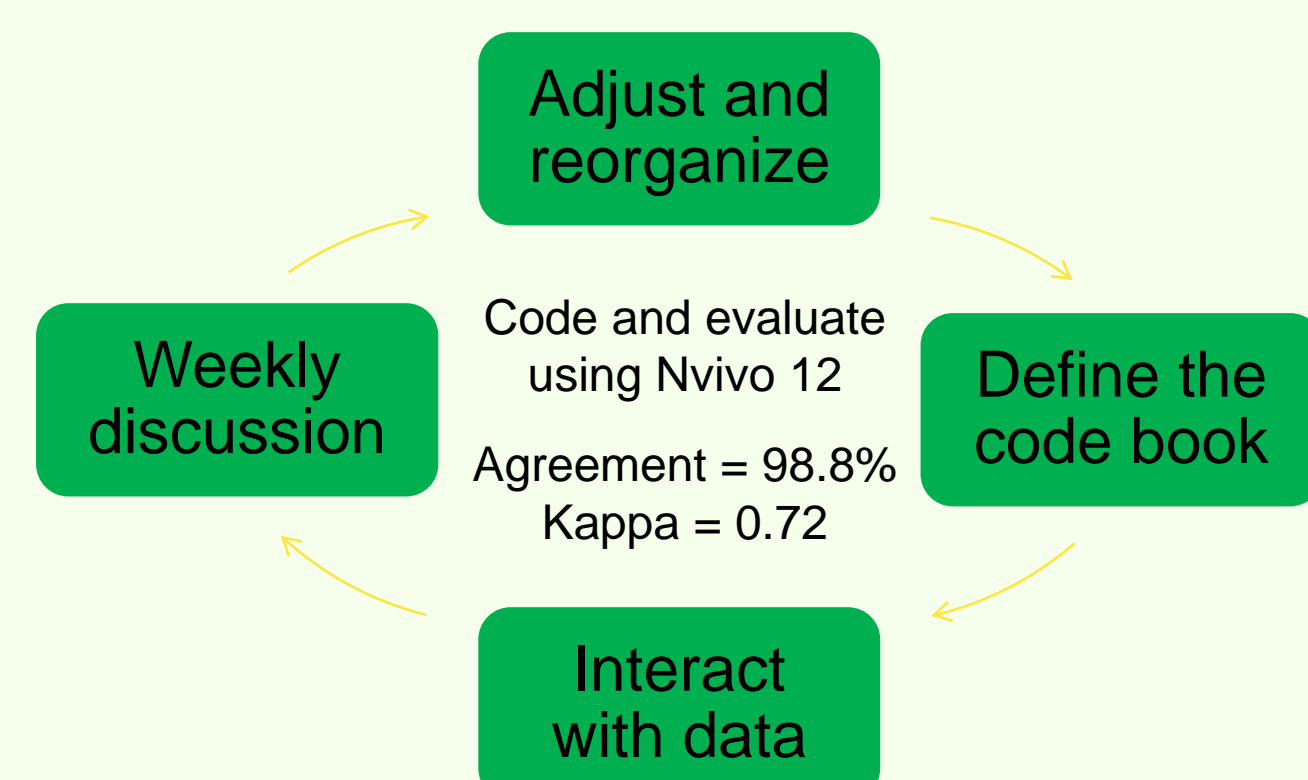 Adjust and
reorganize
Weekly
discussion
Code and evaluate
using Nvivo 12
Agreement = 98.8%
Kappa = 0.72
Define the
code book
Interact
with data